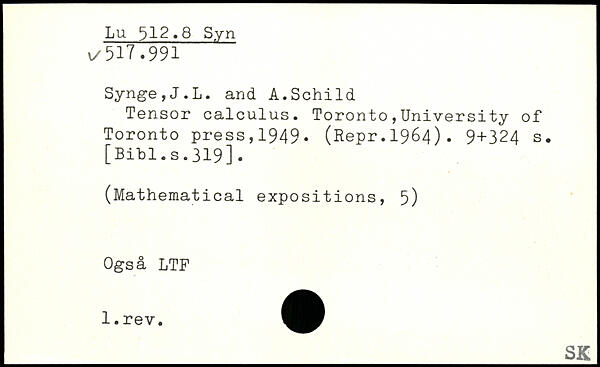 Lu 512.8 Syn
✓517.991
Synge,J.L. and A.Schild
Tensor calculus. Toronto,University of
Toronto press,1949. (Repr.1964). 9+324 s.
[Bibl.s.319].
(Mathematical expositions, 5)
Også LTF
1.rev.
SK